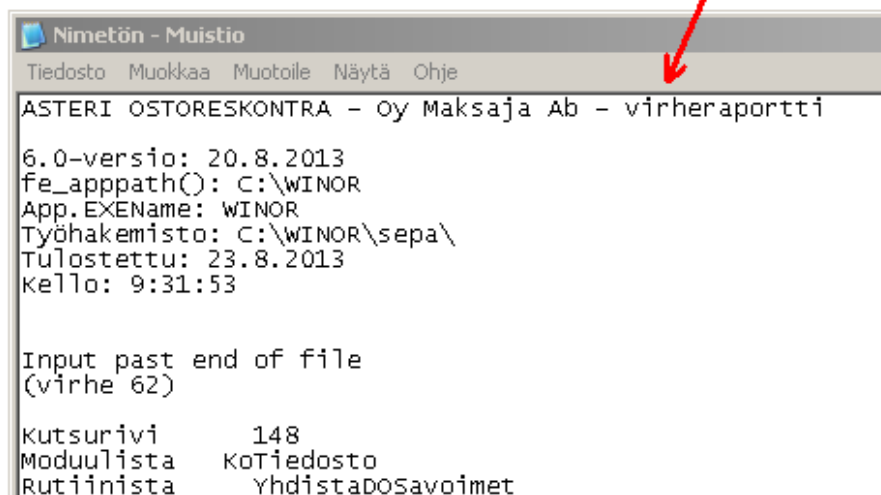 Nimetön - Muistio
Tiedosto Muokkaa Muotoile Näytä Ohje
ASTERI OSTORESKONTRA - Oy Maksaja Ab - virheraportti
6.0-versio: 20.8.2013
fe_apppath(): C:\WINOR
App.EXEName: WINOR
Työhakemisto: C:\WINOR\sepa\
Tulostettu: 23.8.2013
Kello: 9:31:53
Input past end of file
(virhe 62)
Kutsurivi 148
Moduulista KoTiedosto
Rutiinista YhdistaDOSavoimet